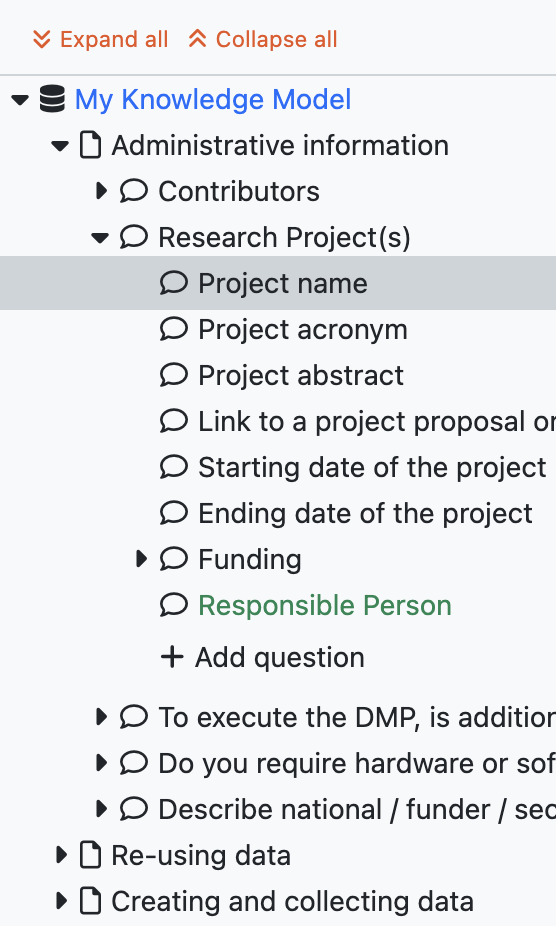 Expand all Collapse all
My Knowledge Model
Administrative information
Contributors
Research Project(s)
Project name
Project acronym
Project abstract
Link to a project proposal or
Starting date of the project
Ending date of the project
Funding
Responsible Person
Add question
To execute the DMP, is addition
Do you require hardware or sof
Describe national / funder / sec
Re-using data
Creating and collecting data